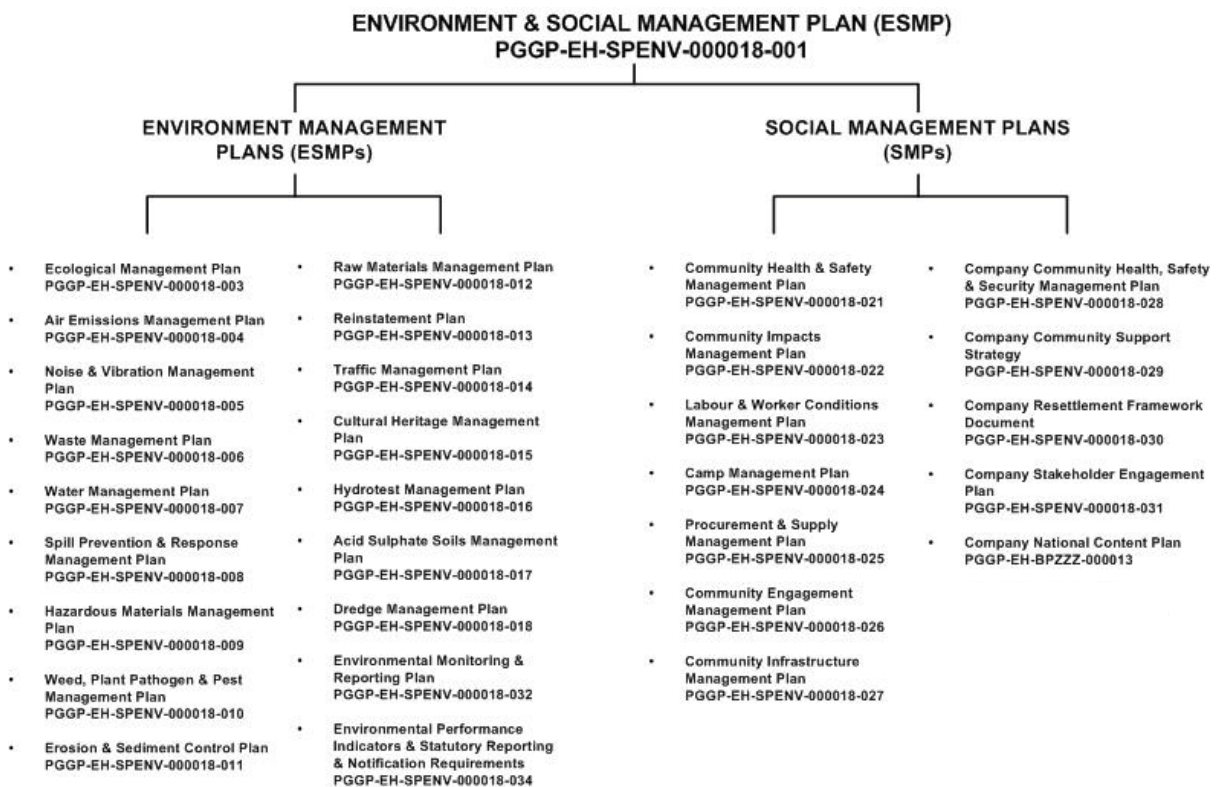 ENVIRONMENT & SOCIAL MANAGEMENT PLAN (ESMP)
PGGP-EH-SPENV-000018-001
ENVIRONMENT MANAGEMENT
PLANS (ESMPs)
• Ecological Management Plan
PGGP-EH-SPENV-000018-003
• Air Emissions Management Plan
PGGP-EH-SPENV-000018-004
• Noise & Vibration Management
Plan
PGGP-EH-SPENV-000018-005
• Waste Management Plan
PGGP-EH-SPENV-000018-006
• Water Management Plan
PGGP-EH-SPENV-000018-007
• Spill Prevention & Response
Management Plan
PGGP-EH-SPENV-000018-008
• Hazardous Materials Management
Plan
PGGP-EH-SPENV-000018-009
• Weed, Plant Pathogen & Pest
Management Plan
PGGP-EH-SPENV-000018-010
• Erosion & Sediment Control Plan
PGGP-EH-SPENV-000018-011
• Raw Materials Management Plan
PGGP-EH-SPENV-000018-012
• Reinstatement Plan
PGGP-EH-SPENV-000018-013
• Traffic Management Plan
PGGP-EH-SPENV-000018-014
• Cultural Heritage Management
Plan
PGGP-EH-SPENV-000018-015
• Hydrotest Management Plan
PGGP-EH-SPENV-000018-016
• Acid Sulphate Soils Management
Plan
PGGP-EH-SPENV-000018-017
• Dredge Management Plan
PGGP-EH-SPENV-000018-018
• Environmental Monitoring &
Reporting Plan
PGGP-EH-SPENV-000018-032
• Environmental Performance
Indicators & Statutory Reporting
& Notification Requirements
PGGP-EH-SPENV-000018-034
SOCIAL MANAGEMENT PLANS
(SMPs)
• Community Health & Safety
Management Plan
PGGP-EH-SPENV-000018-021
• Community Impacts
Management Plan
PGGP-EH-SPENV-000018-022
• Labour & Worker Conditions
Management Plan
PGGP-EH-SPENV-000018-023
• Camp Management Plan
PGGP-EH-SPENV-000018-024
• Procurement & Supply
Management Plan
PGGP-EH-SPENV-000018-025
• Community Engagement
Management Plan
PGGP-EH-SPENV-000018-026
• Community Infrastructure
Management Plan
PGGP-EH-SPENV-000018-027
• Company Community Health, Safety
& Security Management Plan
PGGP-EH-SPENV-000018-028
• Company Community Support
Strategy
PGGP-EH-SPENV-000018-029
• Company Resettlement Framework
Document
PGGP-EH-SPENV-000018-030
• Company Stakeholder Engagement
Plan
PGGP-EH-SPENV-000018-031
• Company National Content Plan
PGGP-EH-BPZZZ-000013